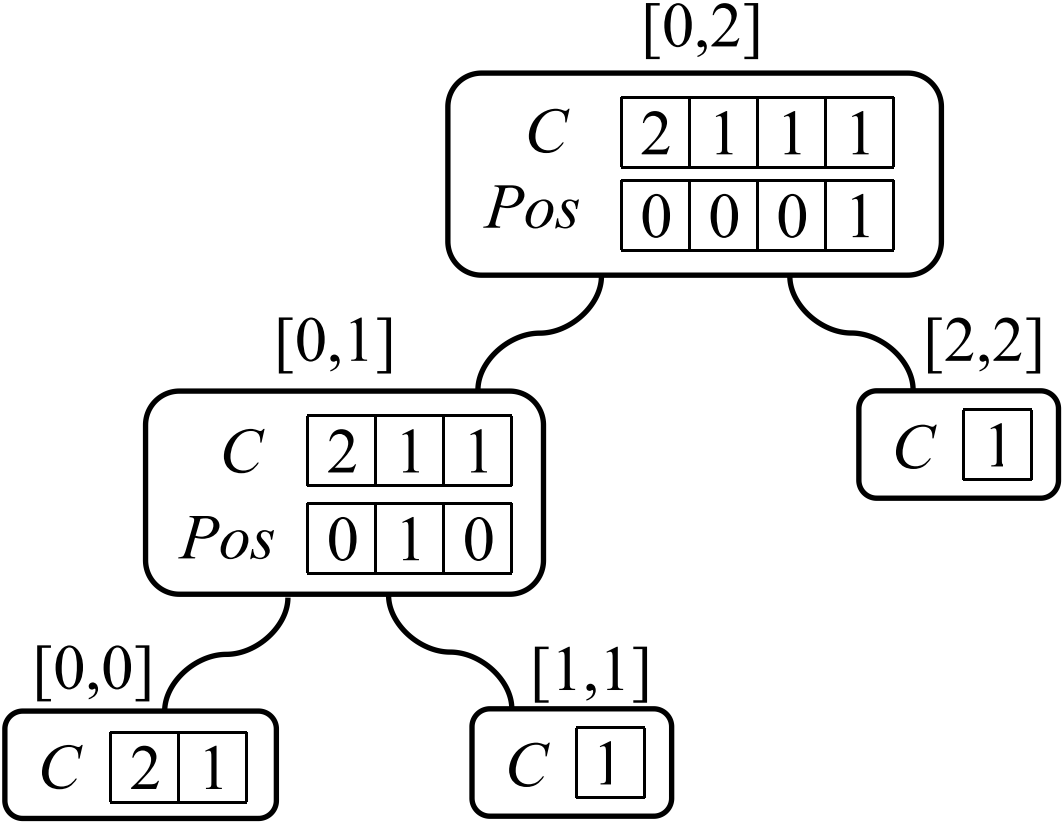 [0,2]
C 2 1 1 1
Pos 0 0 0 1
[0,1]
[2,2]
C 2 1 1
Pos 0 1 0
C 1
[0,0]
[1,1]
C 2 1
C 1